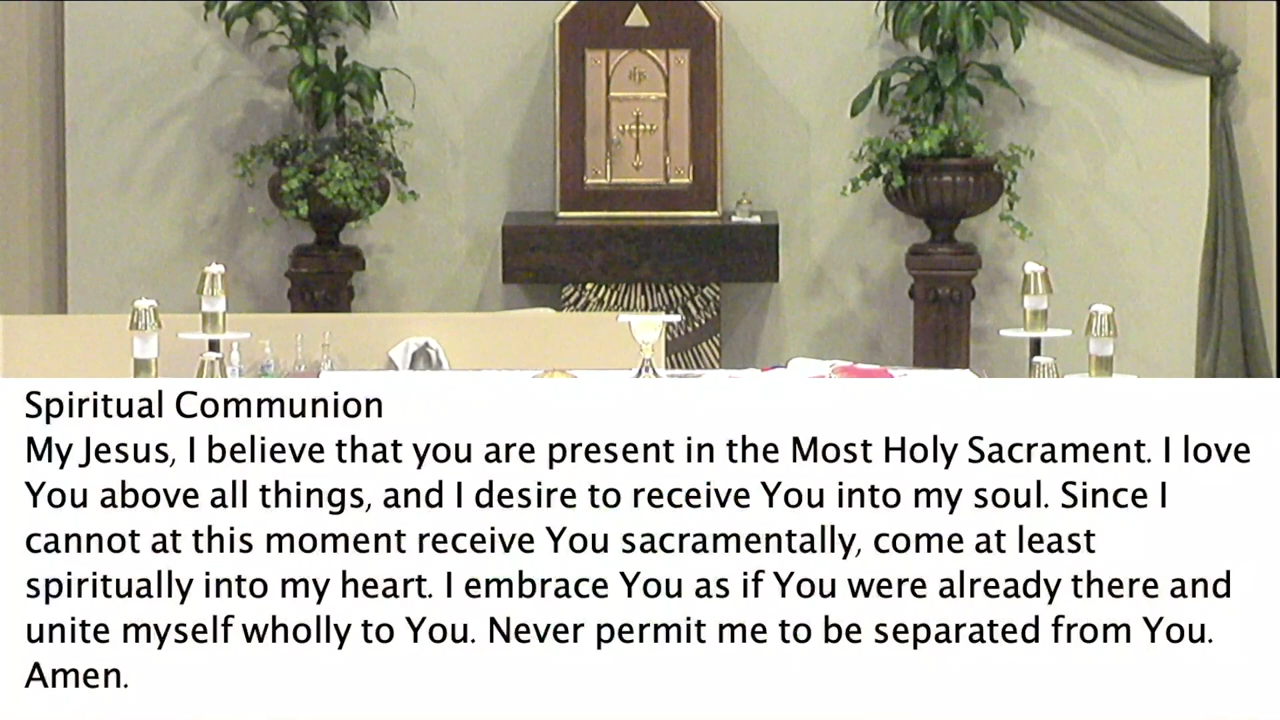 IHS
Spiritual Communion
My Jesus, I believe that you are present in the Most Holy Sacrament. I love
You above all things, and I desire to receive You into my soul. Since I
cannot at this moment receive You sacramentally, come at least
spiritually into my heart. I embrace You as if You were already there and
unite myself wholly to You. Never permit me to be separated from You.
Amen.